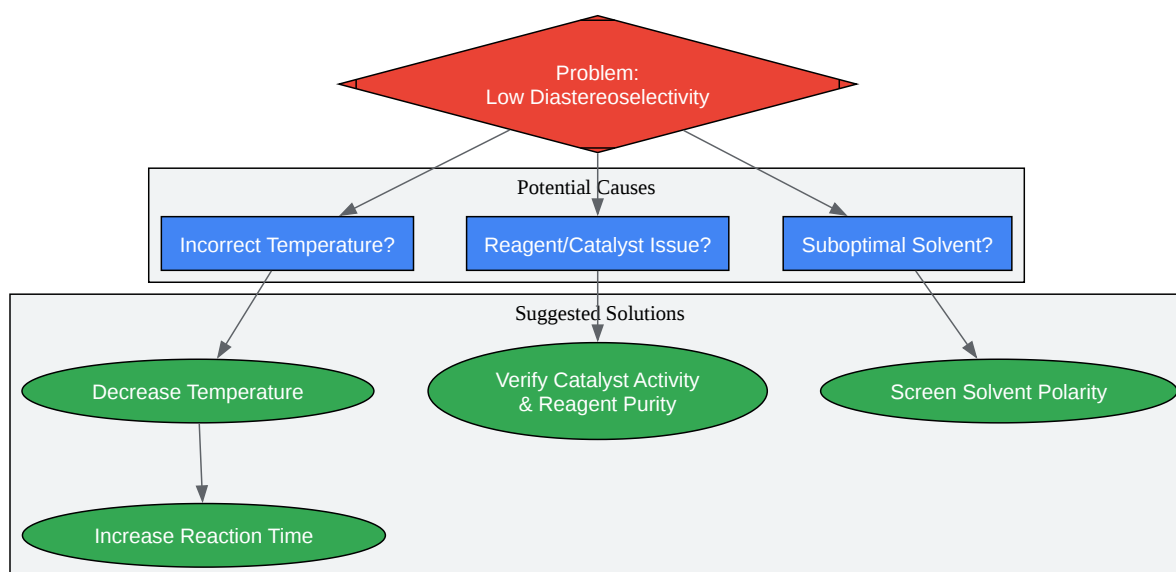 Problem:
Low Diastereoselectivity
Potential Causes
Incorrect Temperature?
Reagent/Catalyst Issue?
Suboptimal Solvent?
Suggested Solutions
Decrease Temperature
Verify Catalyst Activity
& Reagent Purity
Screen Solvent Polarity
Increase Reaction Time